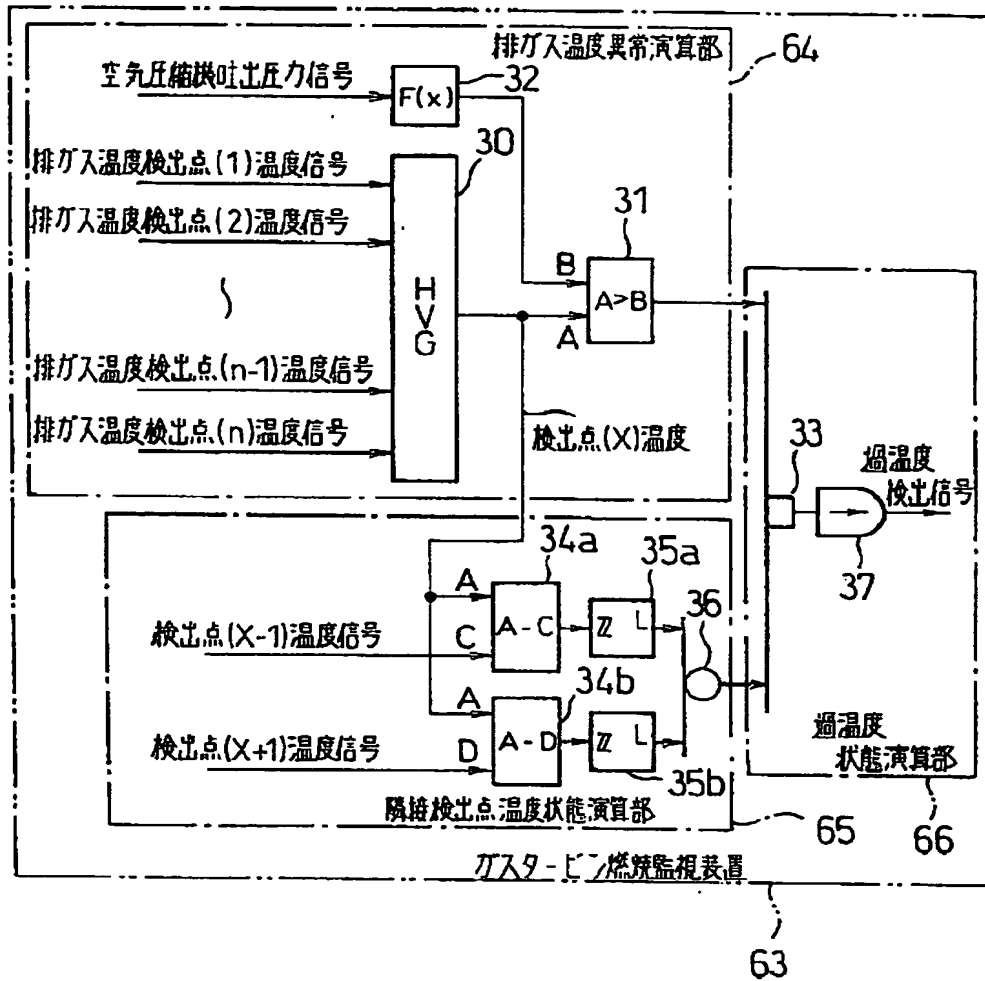 排ガス温度異常演算部
64
空気圧縮機吐出圧力信号
32
F(x)
30
排ガス温度検出点(1)温度信号
排ガス温度検出点(2)温度信号
31
B
HVG
A>B
A
排ガス温度検出点(n-1)温度信号
排ガス温度検出点(n)温度信号
検出点(X)温度
33
過温度
検出信号
37
34a
35a
A
36
A-C
L
検出点(X-1)温度信号
C
34b
A
A-D
L
検出点(X+1)温度信号
D
35b
過温度
状態演算部
隣接検出点温度状態演算部
65
66
ガスタービン燃焼監視装置
63